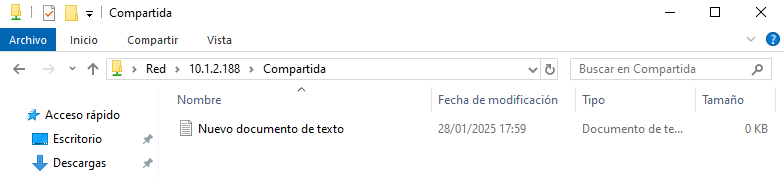 Compartida
Archivo Inicio Compartir Vista
Red 10.1.2.188 Compartida Buscar en Compartida
Nombre Fecha de modificación Tipo Tamaño
Acceso rápido
Nuevo documento de texto 28/01/2025 17:59 Documento de te... 0 KB
Escritorio
Descargas